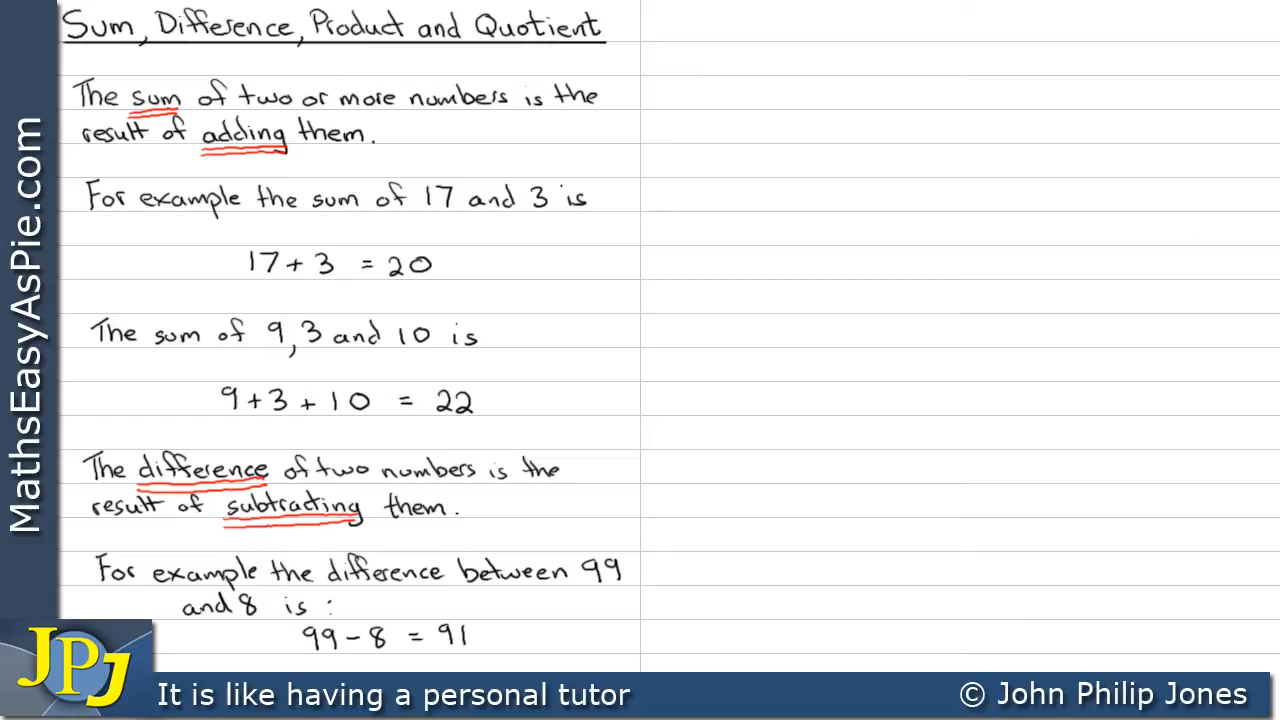 Sum, Difference, Product and Quotient
The sum of two or more numbers is the
result of adding them.
For example the sum of 17 and 3 is
17 + 3 = 20
The sum of 9, 3 and 10 is
9 + 3 + 10 = 22
The difference of two numbers is the
result of subtracting them.
For example the difference between 99
and 8 is :
99 - 8 = 91
MathsEasyAsPie.com
JPJ
It is like having a personal tutor
© John Philip Jones